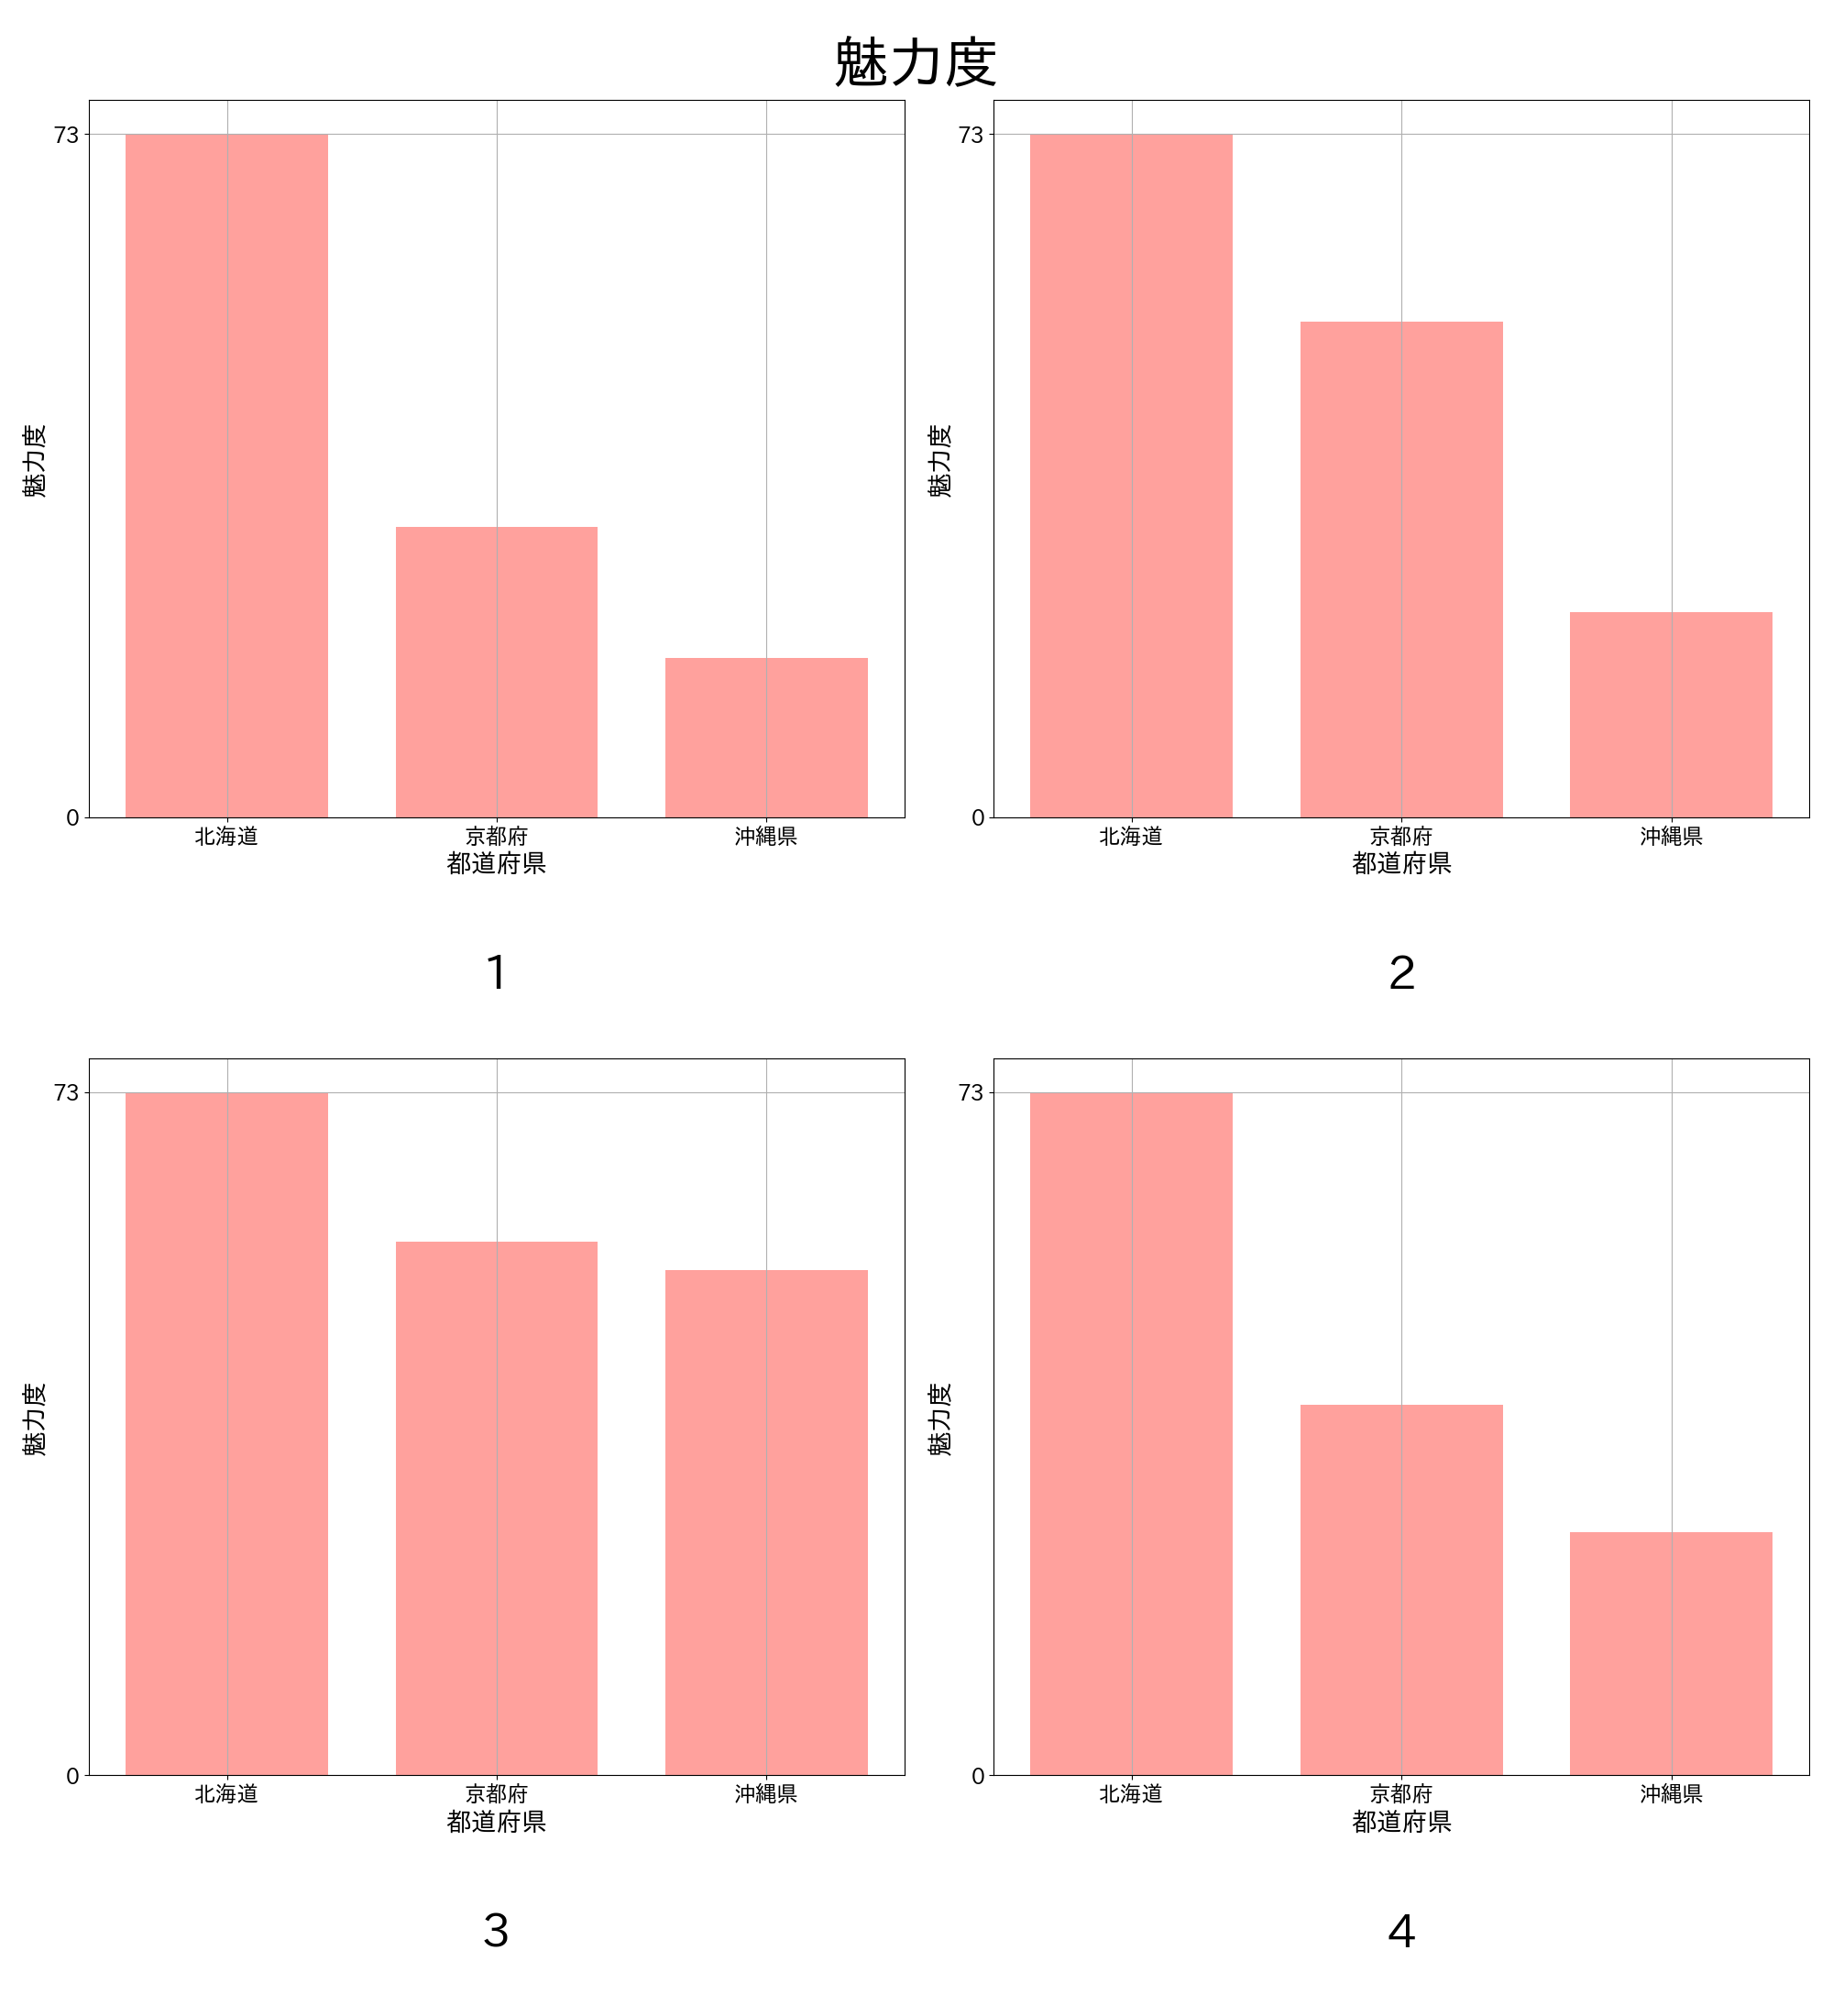 魅力度
73
0
魅力度
北海道 京都府 沖縄県
都道府県
1
73
0
魅力度
北海道 京都府 沖縄県
都道府県
2
73
0
魅力度
北海道 京都府 沖縄県
都道府県
3
73
0
魅力度
北海道 京都府 沖縄県
都道府県
4